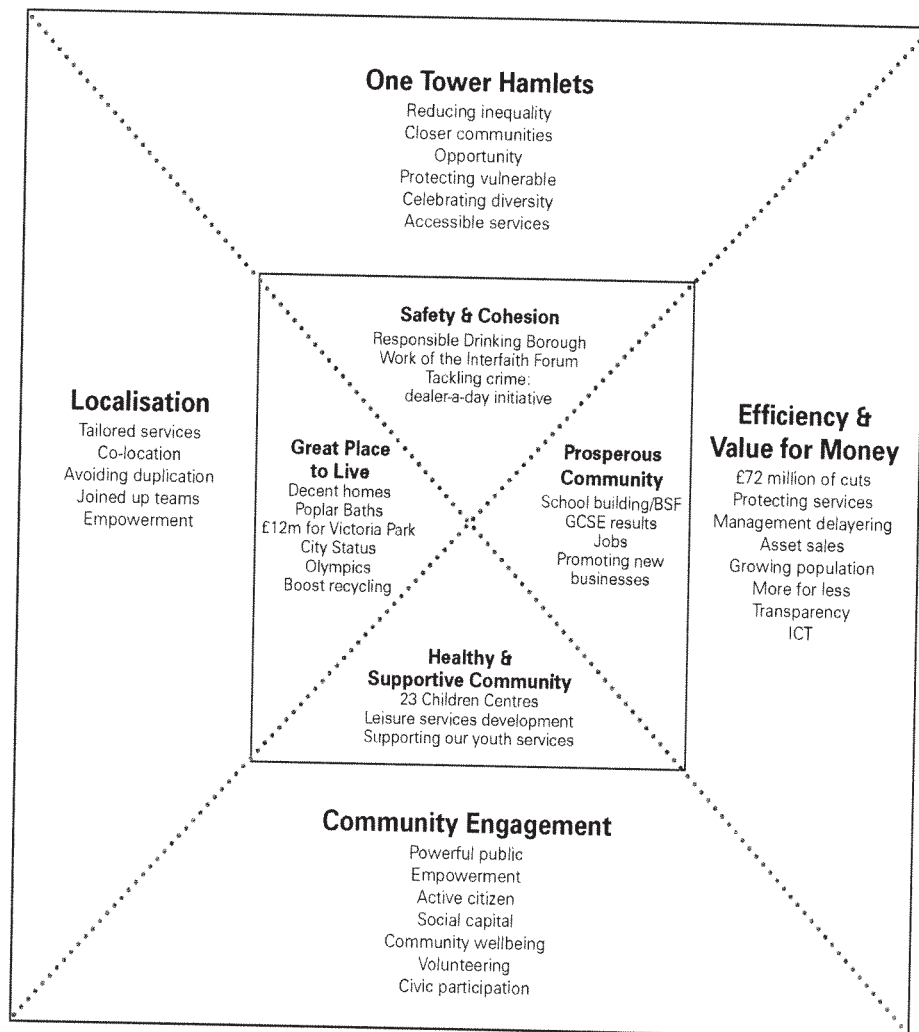 One Tower Hamlets
Reducing inequality
Closer communities
Opportunity
Protecting vulnerable
Celebrating diversity
Accessible services
Safety & Cohesion
Responsible Drinking Borough
Work of the Interfaith Forum
Tackling crime:
dealer-a-day initiative
Localisation
Tailored services
Co-location
Avoiding duplication
Joined up teams
Empowerment
Great Place
to Live
Decent homes
Poplar Baths
£12m for Victoria Park
City Status
Olympics
Boost recycling
Prosperous
Community
School building/BSF
GCSE results
Jobs
Promoting new
businesses
Efficiency &
Value for Money
£72 million of cuts
Protecting services
Management delayering
Asset sales
Growing population
More for less
Transparency
ICT
Healthy &
Supportive Community
23 Children Centres
Leisure services development
Supporting our youth services
Community Engagement
Powerful public
Empowerment
Active citizen
Social capital
Community wellbeing
Volunteering
Civic participation